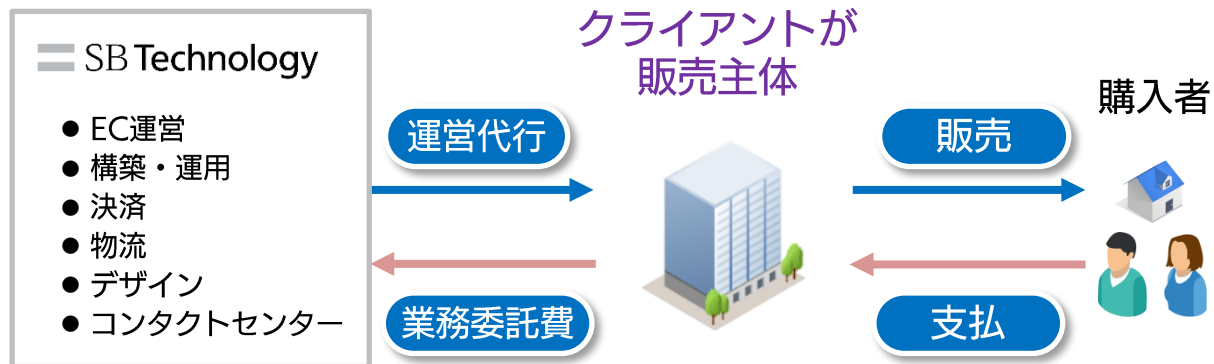 SB Technology
● EC運営
● 構築・運用
● 決済
● 物流
● デザイン
● コンタクトセンター
運営代行
業務委託費
クライアントが
販売主体
販売
支払
購入者